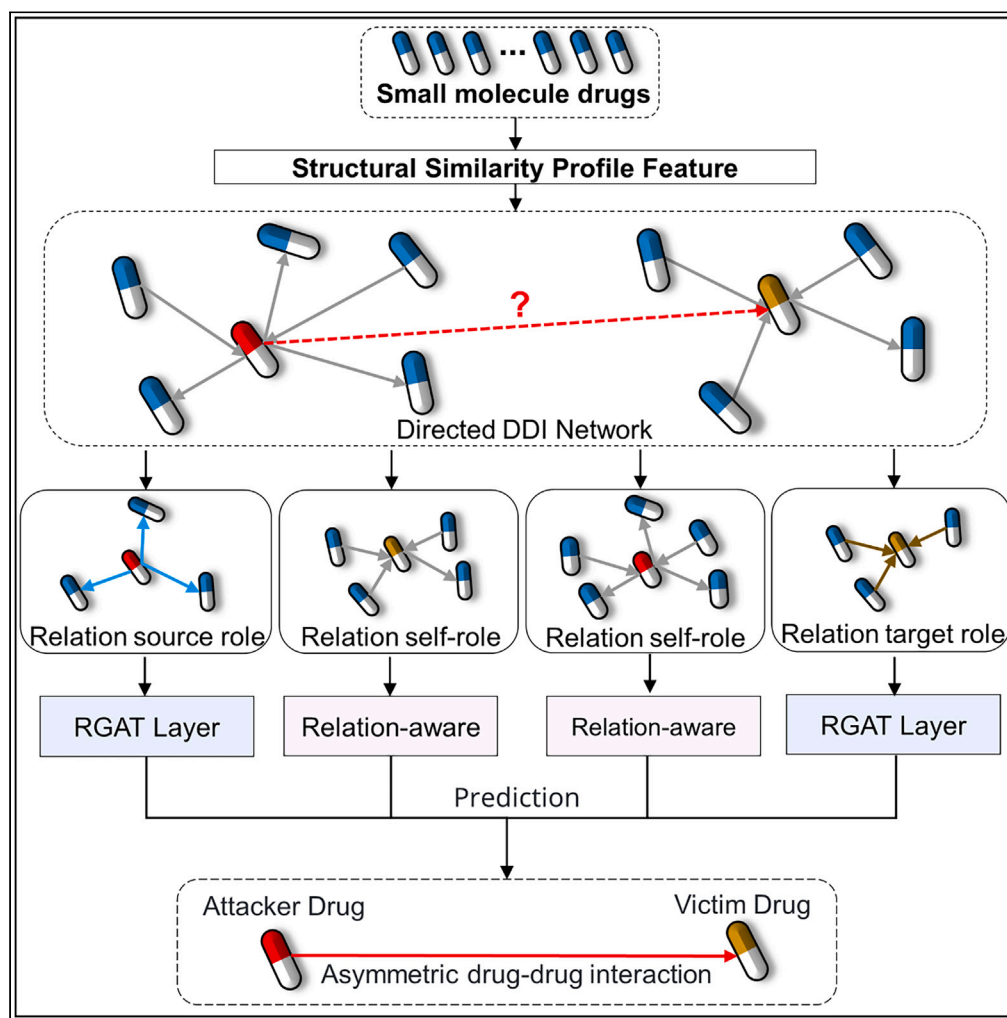 ...
Small molecule drugs
Structural Similarity Profile Feature
?
Directed DDI Network
Relation source role
Relation self-role
Relation self-role
Relation target role
RGAT Layer
Relation-aware
Relation-aware
RGAT Layer
Prediction
Attacker Drug
Victim Drug
Asymmetric drug-drug interaction